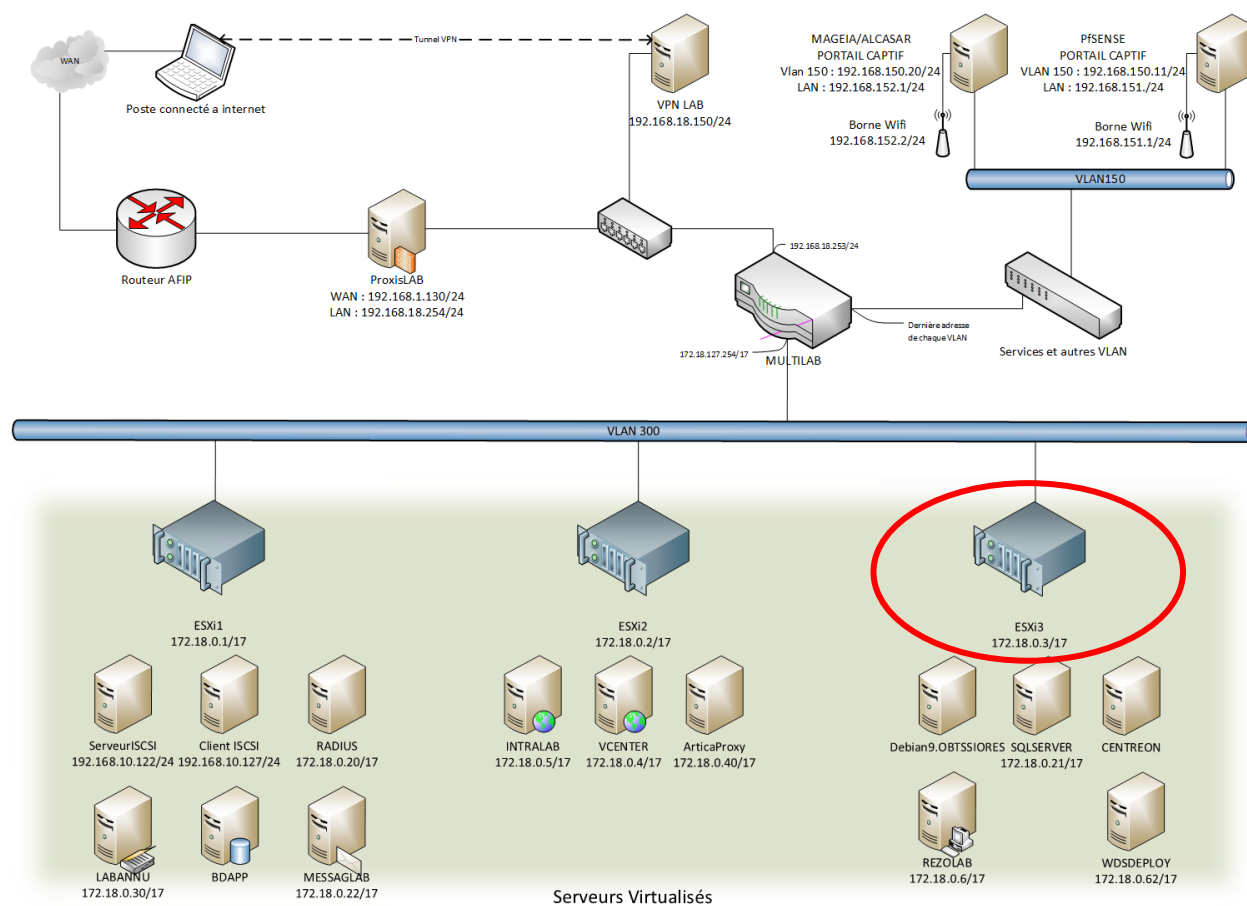 WAN
Tunnel VPN
Poste connecté a internet
VPN LAB
192.168.18.150/24
MAGEIA/ALCASAR
PORTAIL CAPTIF
Vlan 150 : 192.168.150.20/24
LAN : 192.168.152.1/24
PfSENSE
PORTAIL CAPTIF
VLAN 150 : 192.168.150.11/24
LAN : 192.168.151./24
Borne Wifi
192.168.152.2/24
Borne Wifi
192.168.151.1/24
VLAN150
Routeur AFIP
ProxisLAB
WAN : 192.168.1.130/24
LAN : 192.168.18.254/24
192.168.18.253/24
Dernière adresse
de chaque VLAN
Services et autres VLAN
172.18.127.254/17
MULTILAB
VLAN 300
ESXi1
172.18.0.1/17
ESXi2
172.18.0.2/17
ESXi3
172.18.0.3/17
ServeurISCSI
192.168.10.122/24
Client ISCSI
192.168.10.127/24
RADIUS
172.18.0.20/17
INTRALAB
172.18.0.5/17
VCENTER
172.18.0.4/17
ArticaProxy
172.18.0.40/17
Debian9.OBTSSIORES
SQLSERVER
172.18.0.21/17
CENTREON
LABANNU
172.18.0.30/17
BDAPP
MESSAGLAB
172.18.0.22/17
REZOLAB
172.18.0.6/17
WDSDEPLOY
172.18.0.62/17
Serveurs Virtualisés